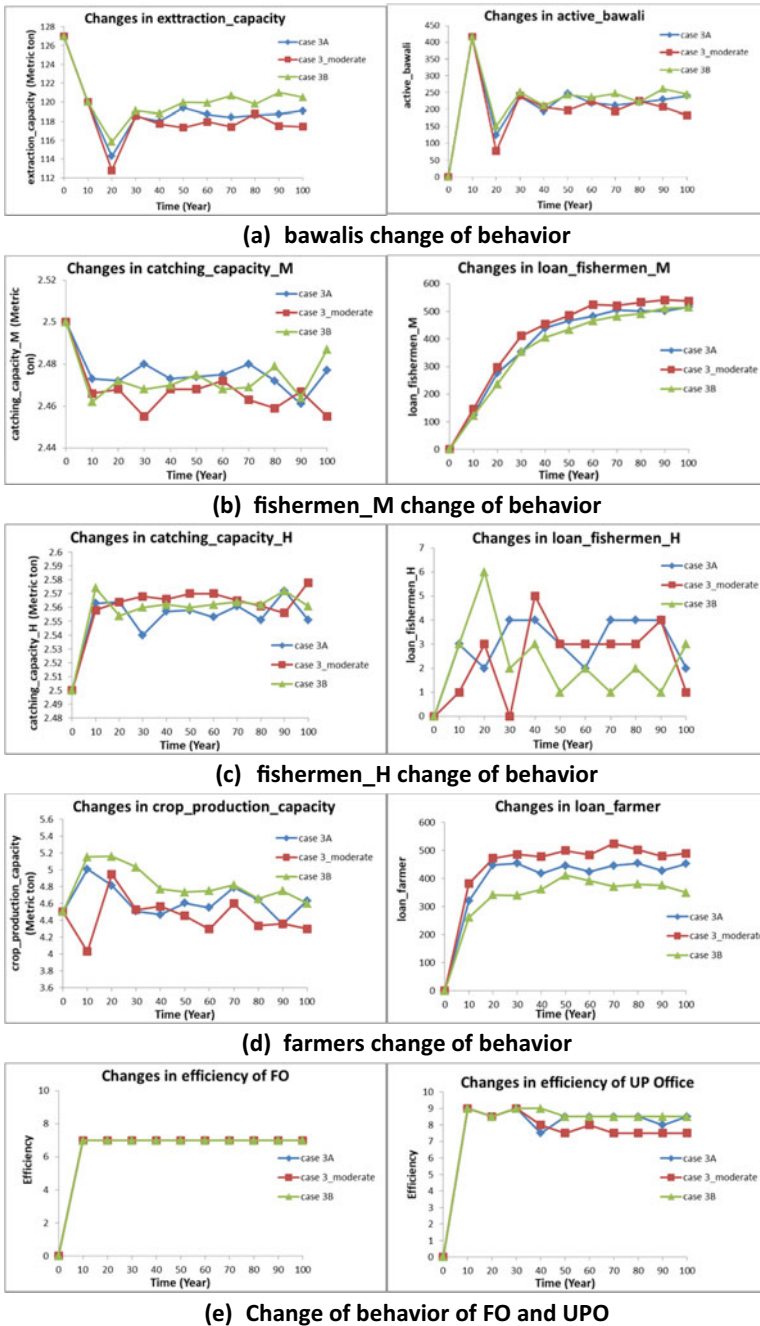 Changes in exttraction_capacity
extraction_capacity (Metric ton)
128
126
124
122
120
118
116
114
112
0 10 20 30 40 50 60 70 80 90 100
Time (Year)
case 3A
case 3_moderate
case 3B
Changes in active_bawali
active_bawali
450
400
350
300
250
200
150
100
50
0
0 10 20 30 40 50 60 70 80 90 100
Time (Year)
case 3A
case 3_moderate
case 3B
(a) bawalis change of behavior
Changes in catching_capacity_M
catching_capacity_M (Metric
ton)
2.52
2.5
2.48
2.46
2.44
0 10 20 30 40 50 60 70 80 90 100
Time (Year)
case 3A
case 3_moderate
case 3B
Changes in loan_fishermen_M
loan_fishermen_M
600
500
400
300
200
100
0
0 10 20 30 40 50 60 70 80 90 100
Time (Year)
case 3A
case 3_moderate
case 3B
(b) fishermen_M change of behavior
Changes in catching_capacity_H
catching_capacity_H (Metric ton)
2.6
2.59
2.58
2.57
2.56
2.55
2.54
2.53
2.52
2.51
2.5
2.49
2.48
0 10 20 30 40 50 60 70 80 90 100
Time (Year)
case 3A
case 3_moderate
case 3B
Changes in loan_fishermen_H
loan_fishermen_H
7
6
5
4
3
2
1
0
0 10 20 30 40 50 60 70 80 90 100
Time (Year)
case 3A
case 3_moderate
case 3B
(c) fishermen_H change of behavior
Changes in crop_production_capacity
crop_production_capacity
(Metric ton)
5.6
5.4
5.2
5
4.8
4.6
4.4
4.2
4
3.8
3.6
0 10 20 30 40 50 60 70 80 90 100
Time (Year)
case 3A
case 3_moderate
case 3B
Changes in loan_farmer
loan_farmer
600
500
400
300
200
100
0
0 10 20 30 40 50 60 70 80 90 100
Time (Year)
case 3A
case 3_moderate
case 3B
(d) farmers change of behavior
Changes in efficiency of FO
Efficiency
10
8
6
4
2
0
0 10 20 30 40 50 60 70 80 90 100
Time (Year)
case 3A
case 3_moderate
case 3B
Changes in efficiency of UP Office
Efficiency
10
9
8
7
6
5
4
3
2
1
0
0 10 20 30 40 50 60 70 80 90 100
Time (Year)
case 3A
case 3_moderate
case 3B
(e) Change of behavior of FO and UPO